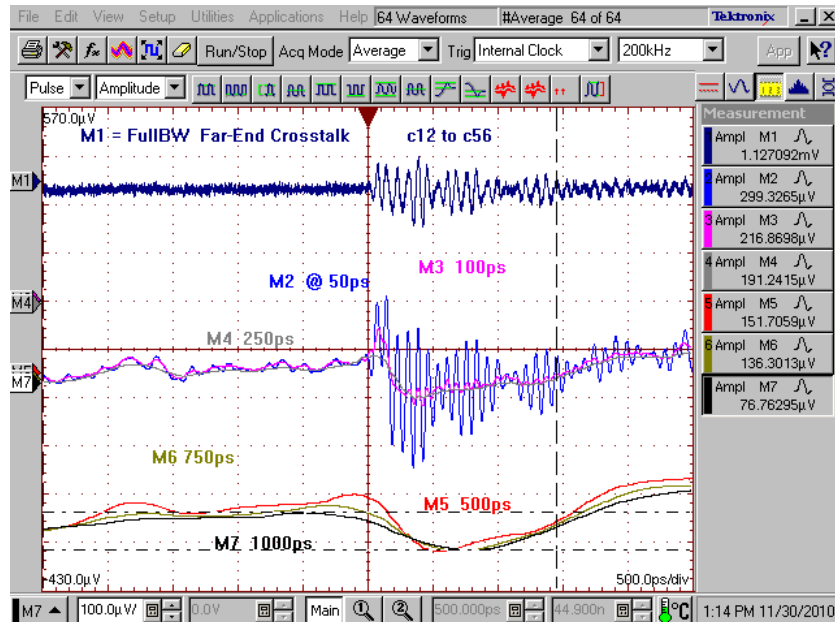 File Edit View Setup Utilities Applications Help 64 Waveforms #Average 64 of 64 Tektronix
Run/Stop Acq Mode Average Trig Internal Clock 200kHz App
Pulse Amplitude
570.0µV
M1 = FullBW Far-End Crosstalk c12 to c56
M1
M2 @ 50ps
M3 100ps
M4
M4 250ps
M7
M6 750ps
M5 500ps
M7 1000ps
-430.0µV
500.0ps/div
Measurement
Ampl M1
1.127092mV
2 Ampl M2
299.3265µV
3 Ampl M3
216.8698µV
4 Ampl M4
191.2415µV
5 Ampl M5
151.7059µV
6 Ampl M6
136.3013µV
Ampl M7
76.76295µV
M7 100.0µV/ 0.0V Main 500.000ps 44.900n °C 1:14 PM 11/30/2010